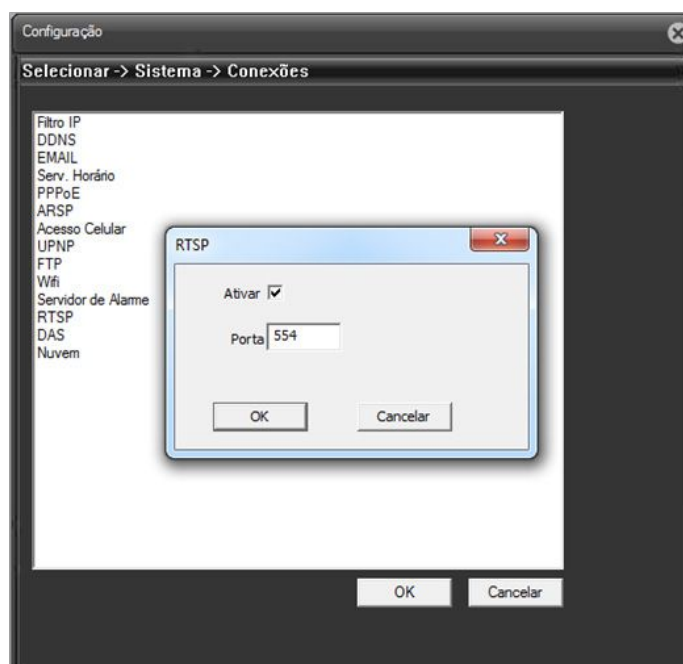 Configuração
Selecionar -> Sistema -> Conexões
Filtro IP
DDNS
EMAIL
Serv. Horário
PPPoE
ARSP
Acesso Celular
UPNP
FTP
Wifi
Servidor de Alarme
RTSP
DAS
Nuvem
RTSP
Ativar
Porta 554
OK Cancelar
OK Cancelar